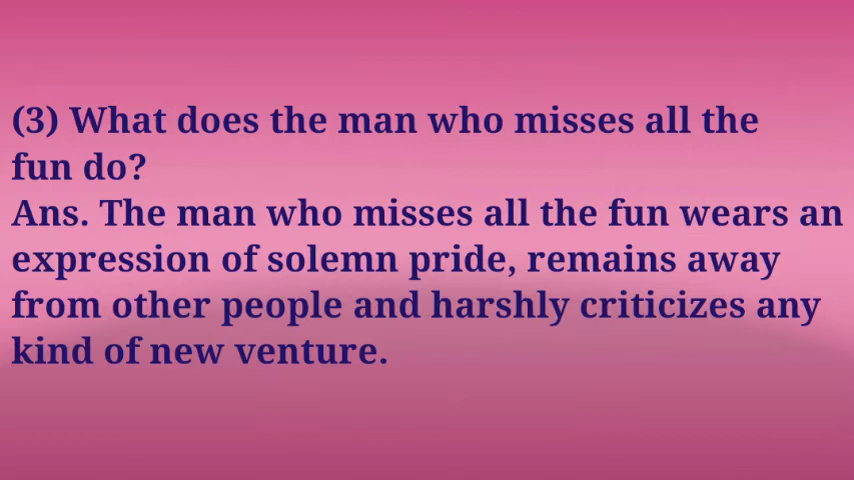 (3) What does the man who misses all the
fun do?
Ans. The man who misses all the fun wears an
expression of solemn pride, remains away
from other people and harshly criticizes any
kind of new venture.